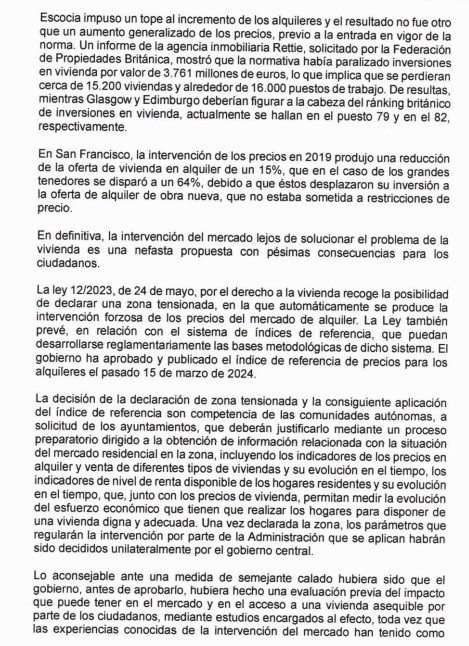 Escocia impuso un tope al incremento de los alquileres y el resultado no fue otro
que un aumento generalizado de los precios, previo a la entrada en vigor de la
norma. Un informe de la agencia inmobiliaria Rettie, solicitado por la Federación
de Propiedades Británica, mostró que la normativa había paralizado inversiones
en vivienda por valor de 3.761 millones de euros, lo que implica que se perdieran
cerca de 15.200 viviendas y alrededor de 16.000 puestos de trabajo. De resultas,
mientras Glasgow y Edimburgo deberían figurar a la cabeza del ránking británico
de inversiones en vivienda, actualmente se hallan en el puesto 79 y en el 82,
respectivamente.
En San Francisco, la intervención de los precios en 2019 produjo una reducción
de la oferta de vivienda en alquiler de un 15%, que en el caso de los grandes
tenedores se disparó a un 64%, debido a que éstos desplazaron su inversión a
la oferta de alquiler de obra nueva, que no estaba sometida a restricciones de
precio.
En definitiva, la intervención del mercado lejos de solucionar el problema de la
vivienda es una nefasta propuesta con pésimas consecuencias para los
ciudadanos.
La ley 12/2023, de 24 de mayo, por el derecho a la vivienda recoge la posibilidad
de declarar una zona tensionada, en la que automáticamente se produce la
intervención forzosa de los precios del mercado de alquiler. La Ley también
prevé, en relación con el sistema de índices de referencia, que puedan
desarrollarse reglamentariamente las bases metodológicas de dicho sistema. El
gobierno ha aprobado y publicado el índice de referencia de precios para los
alquileres el pasado 15 de marzo de 2024.
La decisión de la declaración de zona tensionada y la consiguiente aplicación
del índice de referencia son competencia de las comunidades autónomas, a
solicitud de los ayuntamientos, que deberán justificarlo mediante un proceso
preparatorio dirigido a la obtención de información relacionada con la situación
del mercado residencial en la zona, incluyendo los indicadores de los precios en
alquiler y venta de diferentes tipos de viviendas y su evolución en el tiempo, los
indicadores de nivel de renta disponible de los hogares residentes y su evolución
en el tiempo, que, junto con los precios de vivienda, permitan medir la evolución
del esfuerzo económico que tienen que realizar los hogares para disponer de
una vivienda digna y adecuada. Una vez declarada la zona, los parámetros que
regularán la intervención por parte de la Administración que se aplican habrán
sido decididos unilateralmente por el gobierno central.
Lo aconsejable ante una medida de semejante calado hubiera sido que el
gobierno, antes de aprobarlo, hubiera hecho una evaluación previa del impacto
que puede tener en el mercado y en el acceso a una vivienda asequible por
parte de los ciudadanos, mediante estudios encargados al efecto, toda vez que
las experiencias conocidas de la intervención del mercado han tenido como